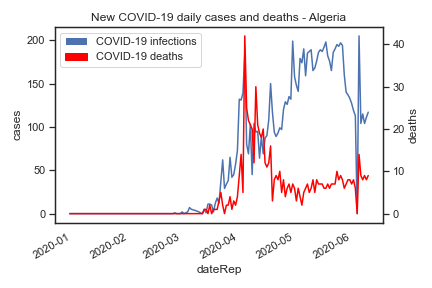 New COVID-19 daily cases and deaths - Algeria
COVID-19 infections
COVID-19 deaths
200
150
100
50
0
cases
40
30
20
10
0
deaths
2020-01
2020-02
2020-03
2020-04
2020-05
2020-06
dateRep